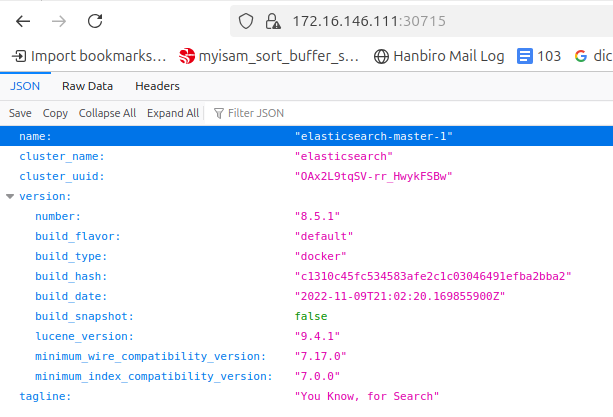 172.16.146.111:30715
Import bookmarks… myisam_sort_buffer_s… Hanbiro Mail Log 103 G dic
JSON Raw Data Headers
Save Copy Collapse All Expand All Filter JSON
name: "elasticsearch-master-1"
cluster_name: "elasticsearch"
cluster_uuid: "OAx2L9tqSV-rr_HwykFSBw"
version:
number: "8.5.1"
build_flavor: "default"
build_type: "docker"
build_hash: "c1310c45fc534583afe2c1c03046491efba2bba2"
build_date: "2022-11-09T21:02:20.169855900Z"
build_snapshot: false
lucene_version: "9.4.1"
minimum_wire_compatibility_version: "7.17.0"
minimum_index_compatibility_version: "7.0.0"
tagline: "You Know, for Search"